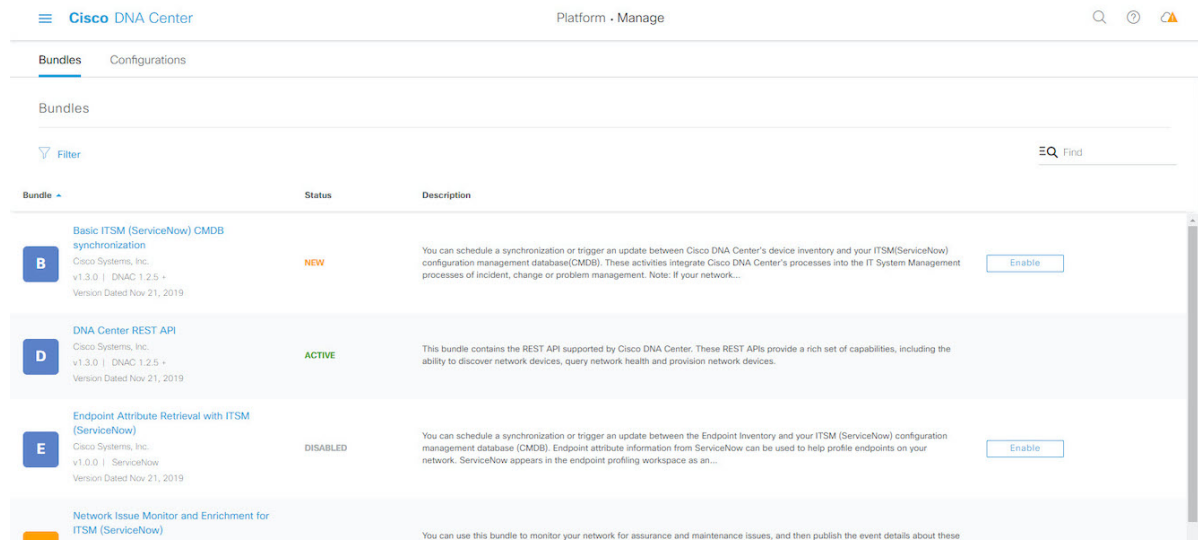 Cisco DNA Center
Platform • Manage
Bundles
Configurations
Bundles
Filter
Find
Bundle
Status
Description
B
Basic ITSM (ServiceNow) CMDB
synchronization
Cisco Systems, Inc.
v1.3.0 | DNAC 1.2.5 +
Version Dated Nov 21, 2019
NEW
You can schedule a synchronization or trigger an update between Cisco DNA Center's device inventory and your ITSM(ServiceNow)
configuration management database(CMDB). These activities integrate Cisco DNA Center's processes into the IT System Management
processes of incident, change or problem management. Note: If your network...
Enable
D
DNA Center REST API
Cisco Systems, Inc.
v1.3.0 | DNAC 1.2.5 +
Version Dated Nov 21, 2019
ACTIVE
This bundle contains the REST API supported by Cisco DNA Center. These REST APIs provide a rich set of capabilities, including the
ability to discover network devices, query network health and provision network devices.
E
Endpoint Attribute Retrieval with ITSM
(ServiceNow)
Cisco Systems, Inc.
v1.0.0 | ServiceNow
Version Dated Nov 21, 2019
DISABLED
You can schedule a synchronization or trigger an update between the Endpoint Inventory and your ITSM (ServiceNow) configuration
management database (CMDB). Endpoint attribute information from ServiceNow can be used to help profile endpoints on your
network. ServiceNow appears in the endpoint profiling workspace as an...
Enable
Network Issue Monitor and Enrichment for
ITSM (ServiceNow)
You can use this bundle to monitor your network for assurance and maintenance issues, and then publish the event details about these